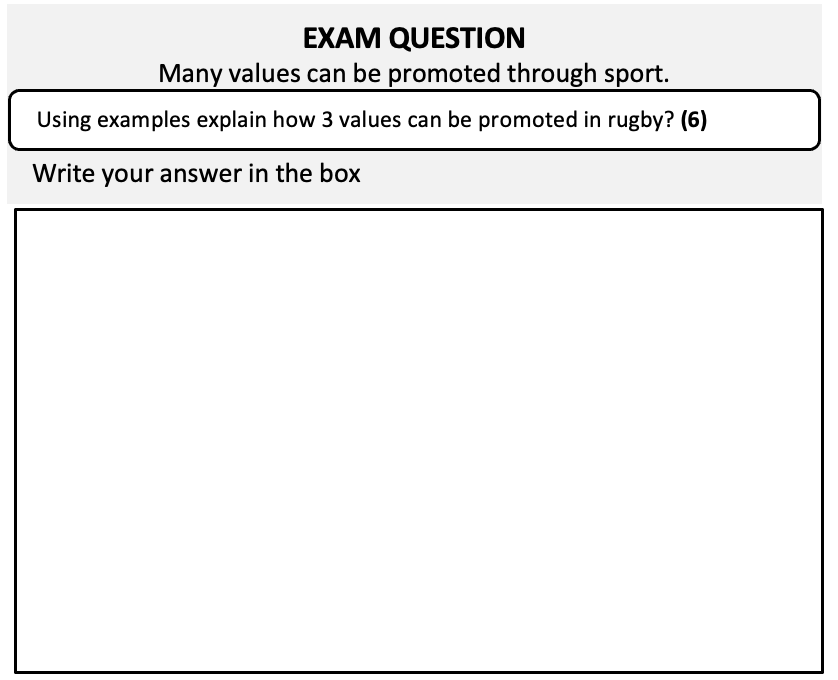 EXAM QUESTION
Many values can be promoted through sport.
Using examples explain how 3 values can be promoted in rugby? (6)
Write your answer in the box